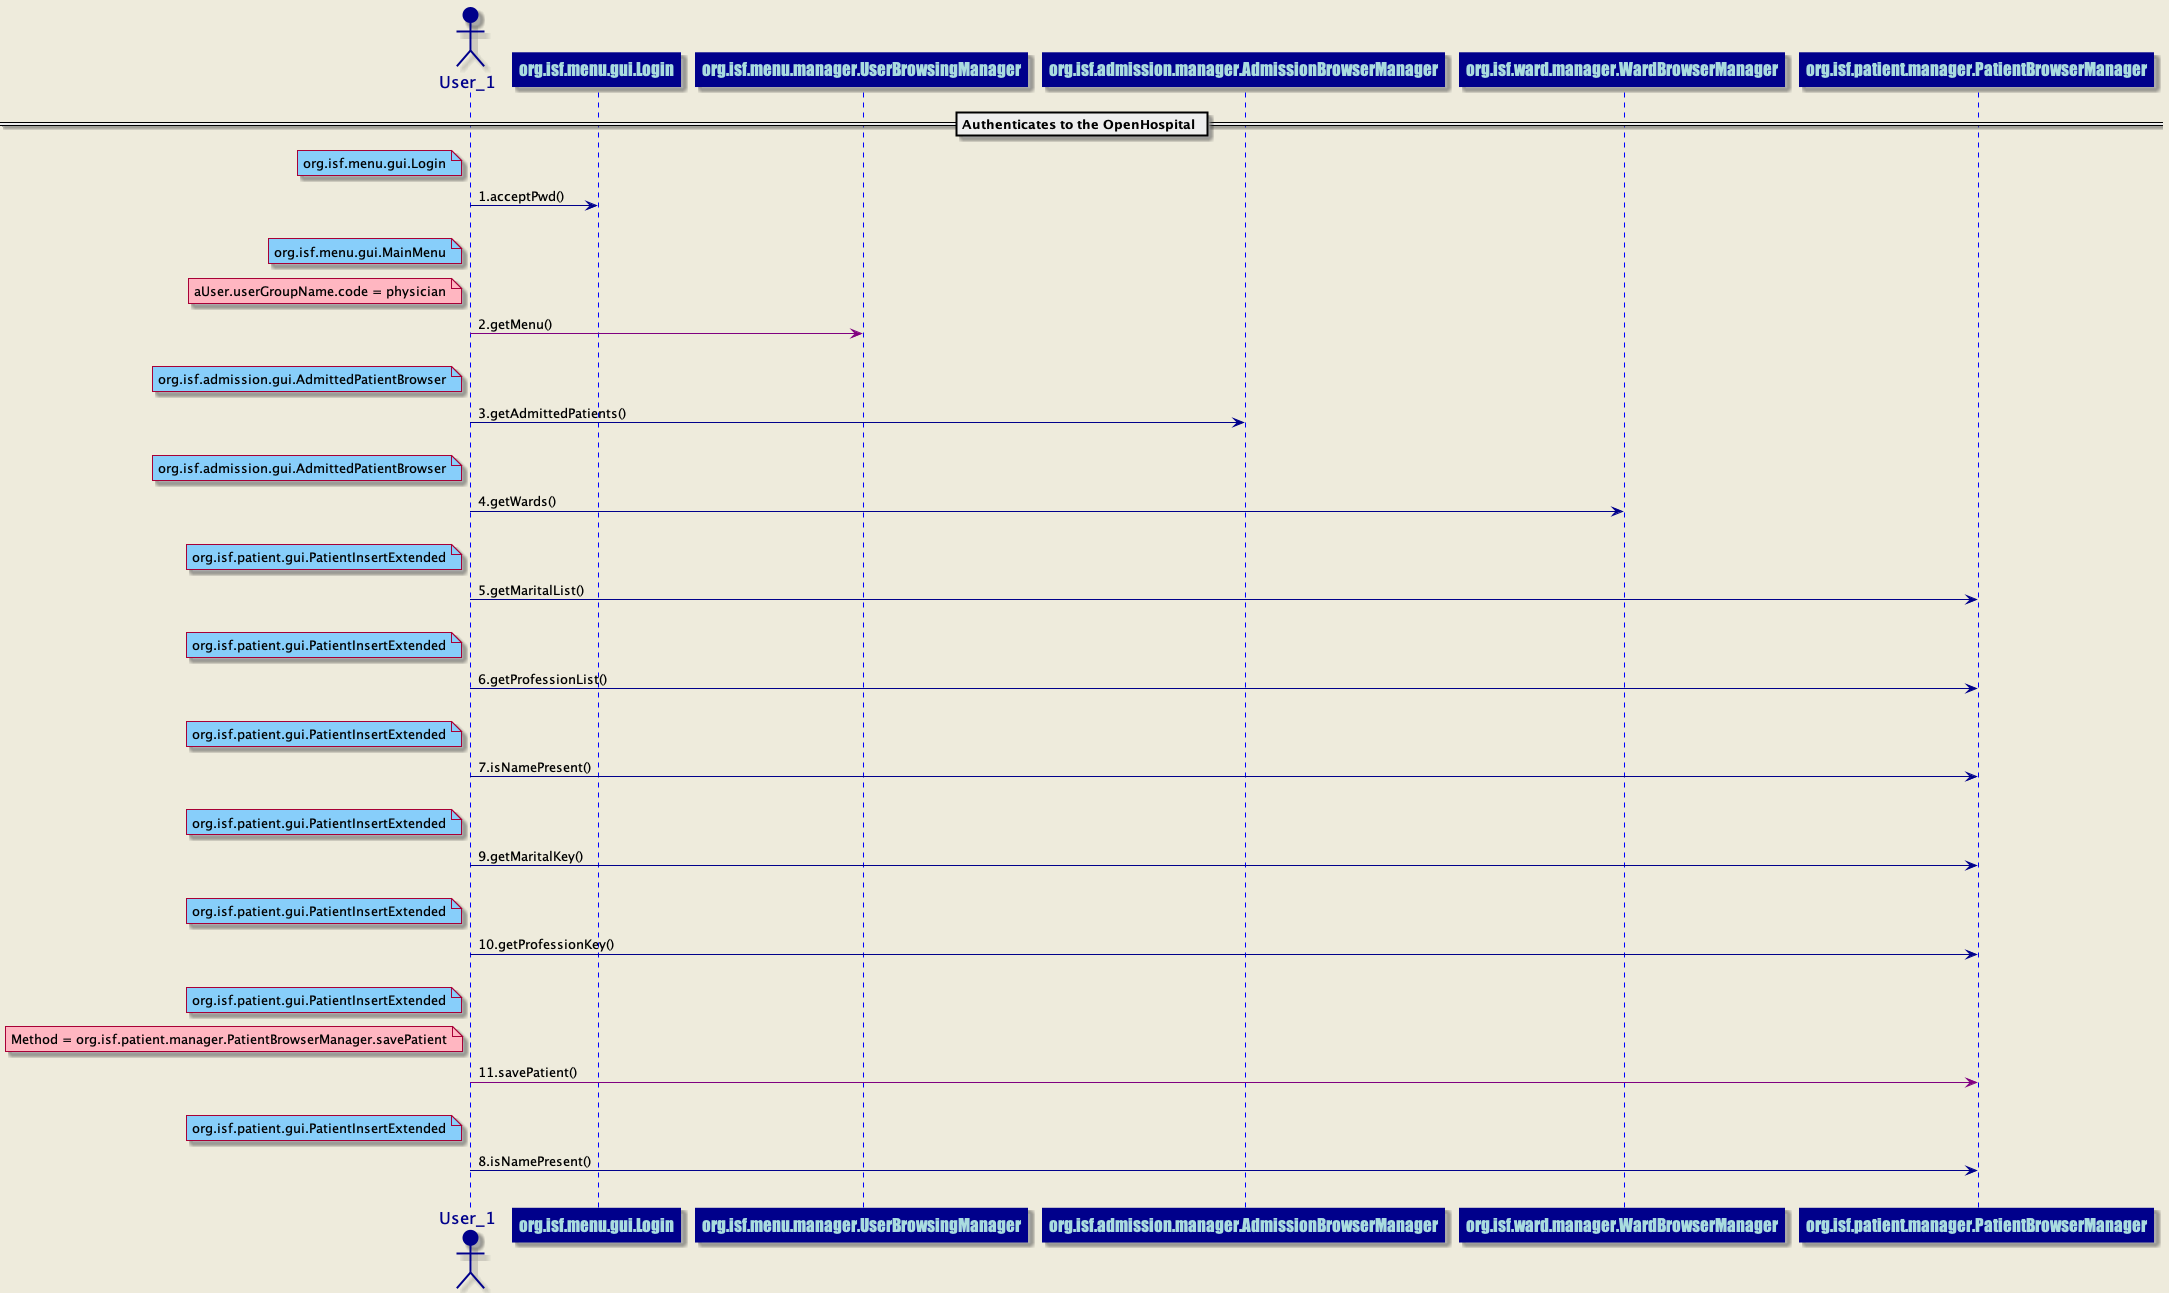 User_1
org.isf.menu.gui.Login
org.isf.menu.manager.UserBrowsingManager
org.isf.admission.manager.AdmissionBrowserManager
org.isf.ward.manager.WardBrowserManager
org.isf.patient.manager.PatientBrowserManager
Authenticates to the OpenHospital
org.isf.menu.gui.Login
1.acceptPwd()
org.isf.menu.gui.MainMenu
aUser.userGroupName.code = physician
2.getMenu()
org.isf.admission.gui.AdmittedPatientBrowser
3.getAdmittedPatients()
org.isf.admission.gui.AdmittedPatientBrowser
4.getWards()
org.isf.patient.gui.PatientInsertExtended
5.getMaritalList()
org.isf.patient.gui.PatientInsertExtended
6.getProfessionList()
org.isf.patient.gui.PatientInsertExtended
7.isNamePresent()
org.isf.patient.gui.PatientInsertExtended
9.getMaritalKey()
org.isf.patient.gui.PatientInsertExtended
10.getProfessionKey()
org.isf.patient.gui.PatientInsertExtended
Method = org.isf.patient.manager.PatientBrowserManager.savePatient
11.savePatient()
org.isf.patient.gui.PatientInsertExtended
8.isNamePresent()
User_1
org.isf.menu.gui.Login
org.isf.menu.manager.UserBrowsingManager
org.isf.admission.manager.AdmissionBrowserManager
org.isf.ward.manager.WardBrowserManager
org.isf.patient.manager.PatientBrowserManager